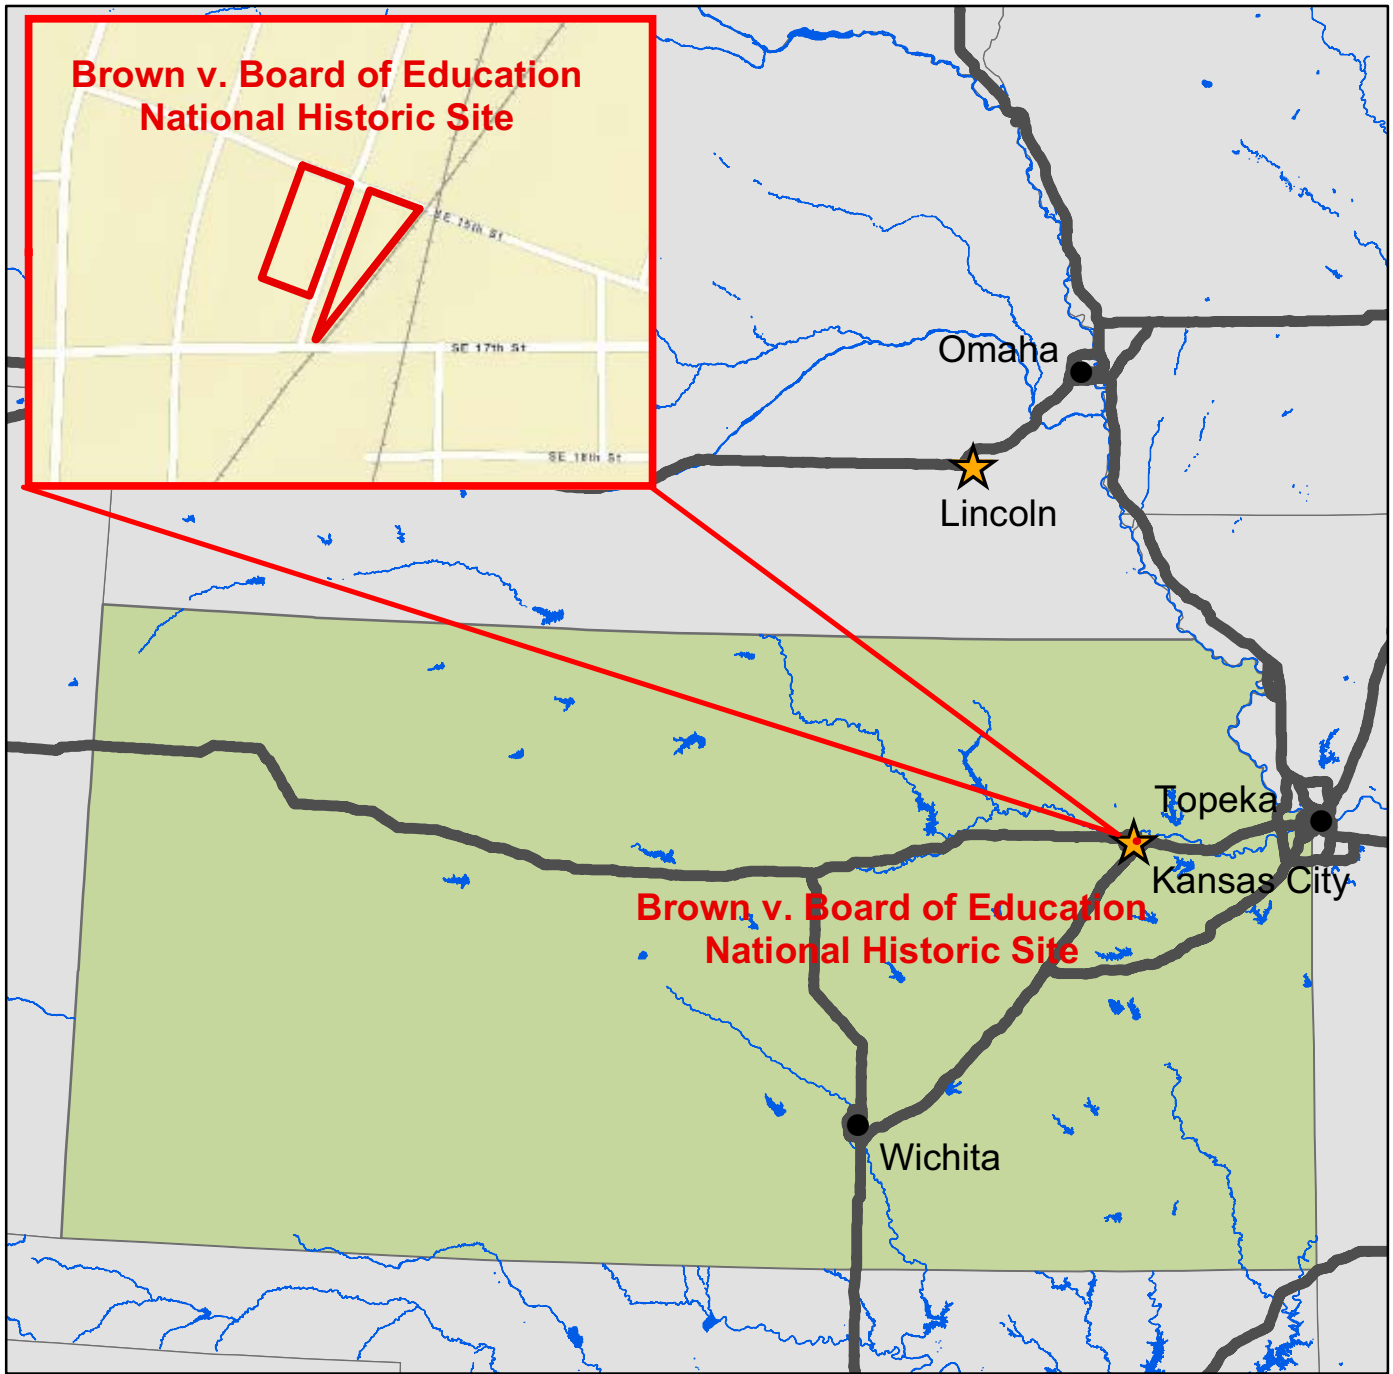 Brown v. Board of Education
National Historic Site
SE 15th St
SE 17th St
SE 18th St
Omaha
Lincoln
Topeka
Kansas City
Brown v. Board of Education
National Historic Site
Wichita